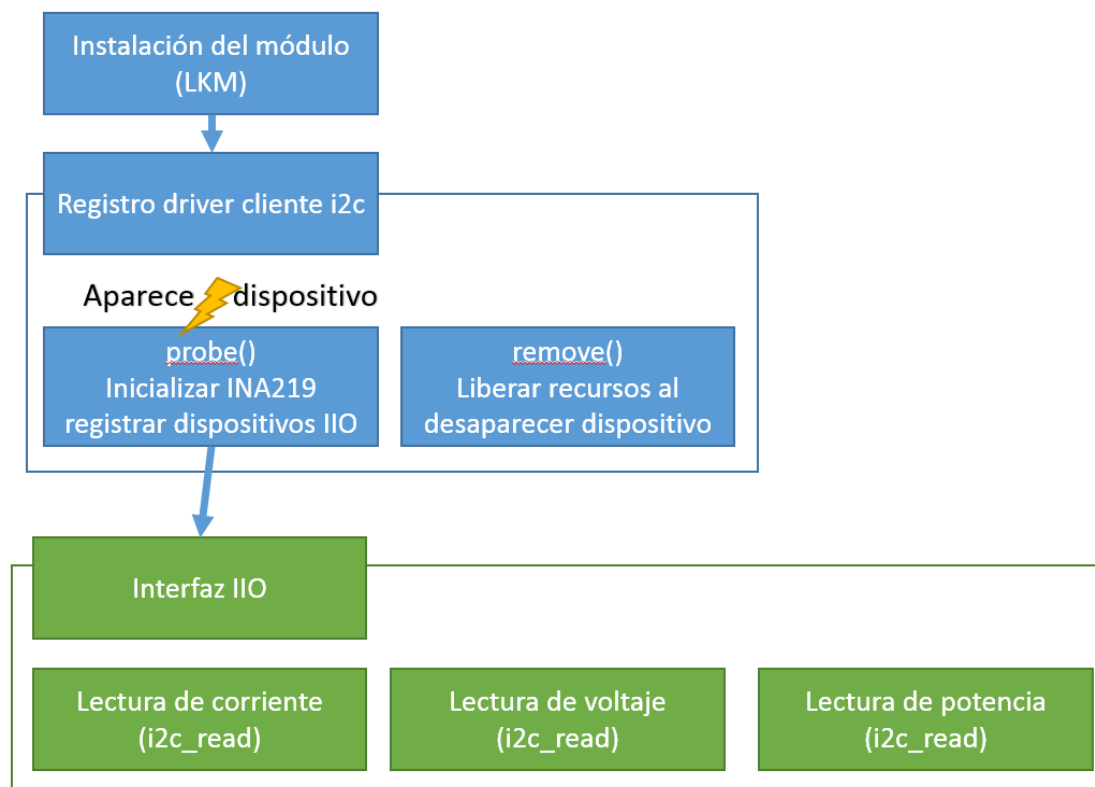 Instalación del módulo
(LKM)
Registro driver cliente i2c
Aparece dispositivo
probe()
Inicializar INA219
registrar dispositivos IIO
remove()
Liberar recursos al
desaparecer dispositivo
Interfaz IIO
Lectura de corriente
(i2c_read)
Lectura de voltaje
(i2c_read)
Lectura de potencia
(i2c_read)